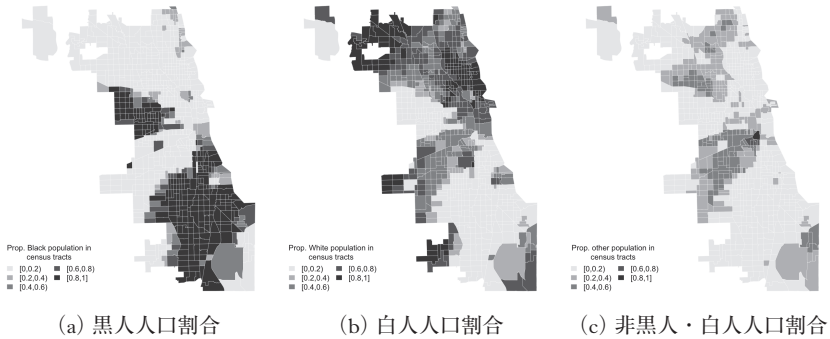 Prop. Black population in
census tracts
[0,0.2) [0.6,0.8)
[0.2,0.4) [0.8,1]
[0.4,0.6)
(a) 黒人人口割合
Prop. White population in
census tracts
[0,0.2) [0.6,0.8)
[0.2,0.4) [0.8,1]
[0.4,0.6)
(b) 白人人口割合
Prop. other population in
census tracts
[0,0.2) [0.6,0.8)
[0.2,0.4) [0.8,1]
[0.4,0.6)
(c) 非黒人・白人人口割合